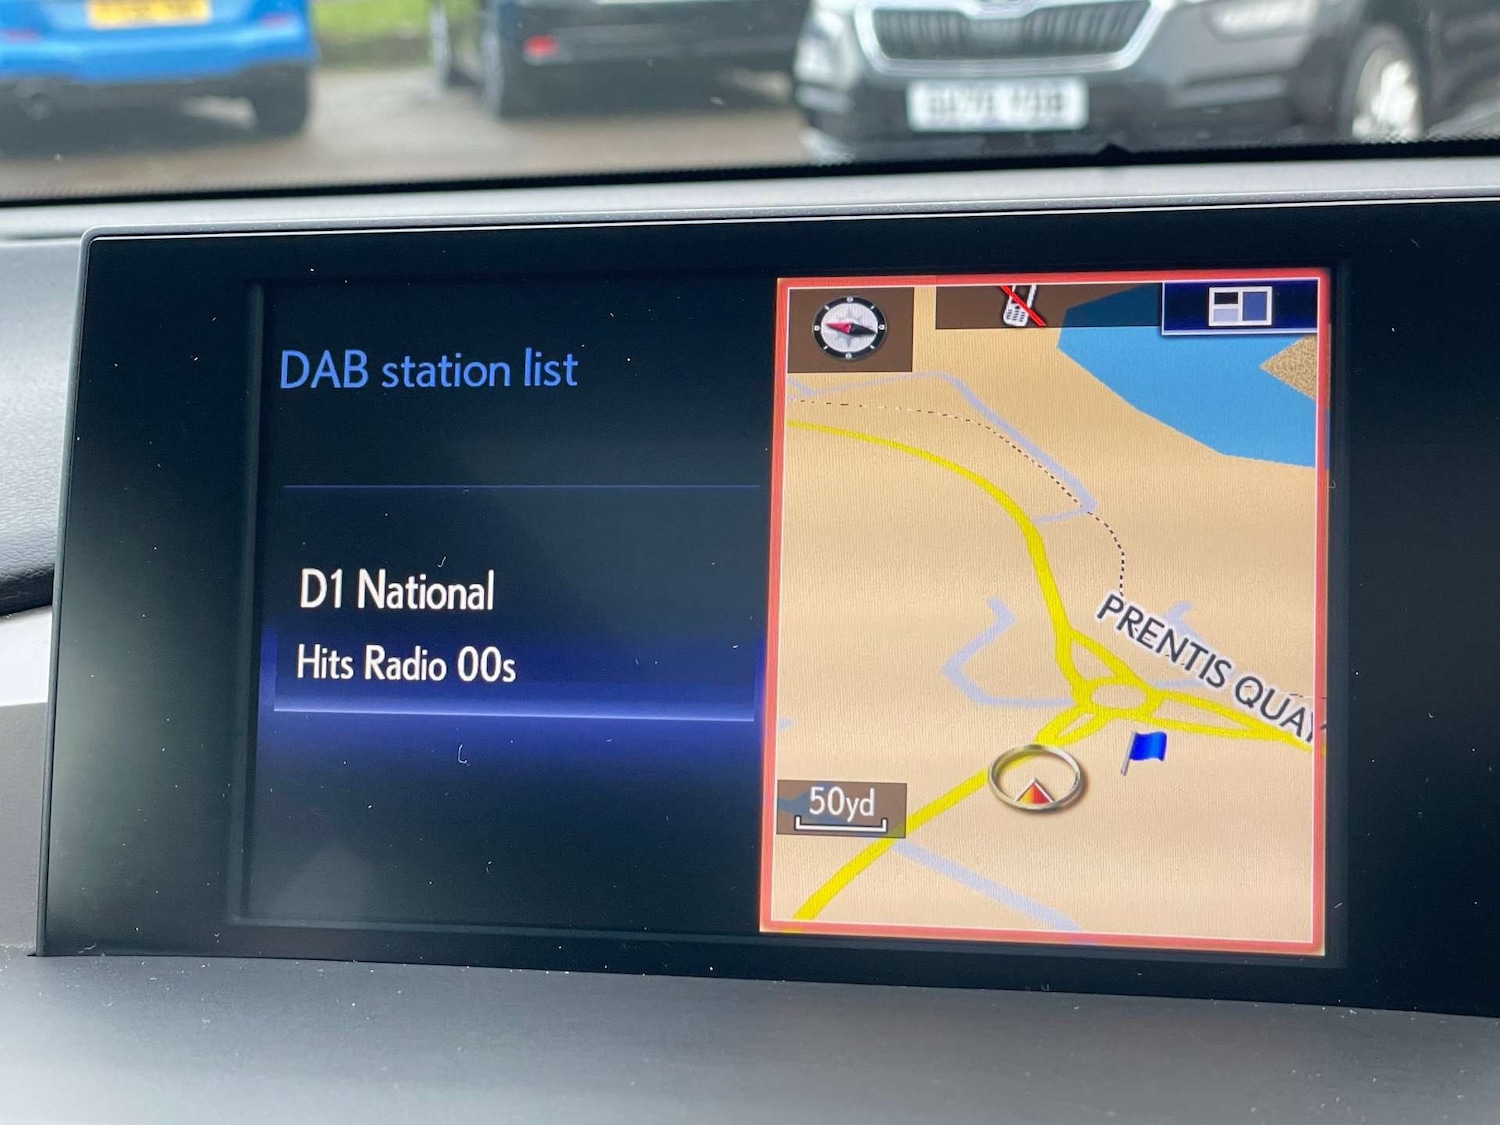 DAB station list
D1 National
Hits Radio 00s
PRENTIS QUAY
50yd